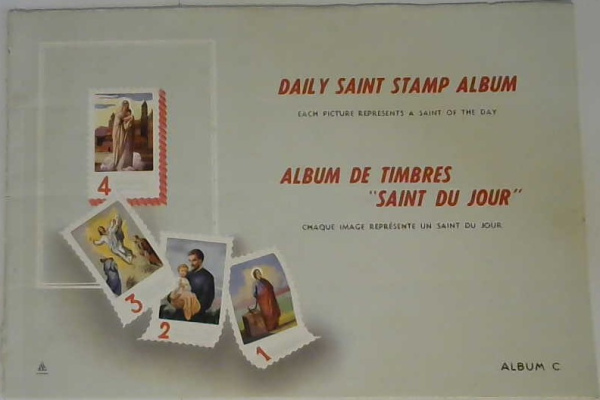 DAILY SAINT STAMP ALBUM
EACH PICTURE REPRESENTS A SAINT OF THE DAY
ALBUM DE TIMBRES
"SAINT DU JOUR"
CHAQUE IMAGE REPRÉSENTE UN SAINT DU JOUR
4
3
2
1
ALBUM C